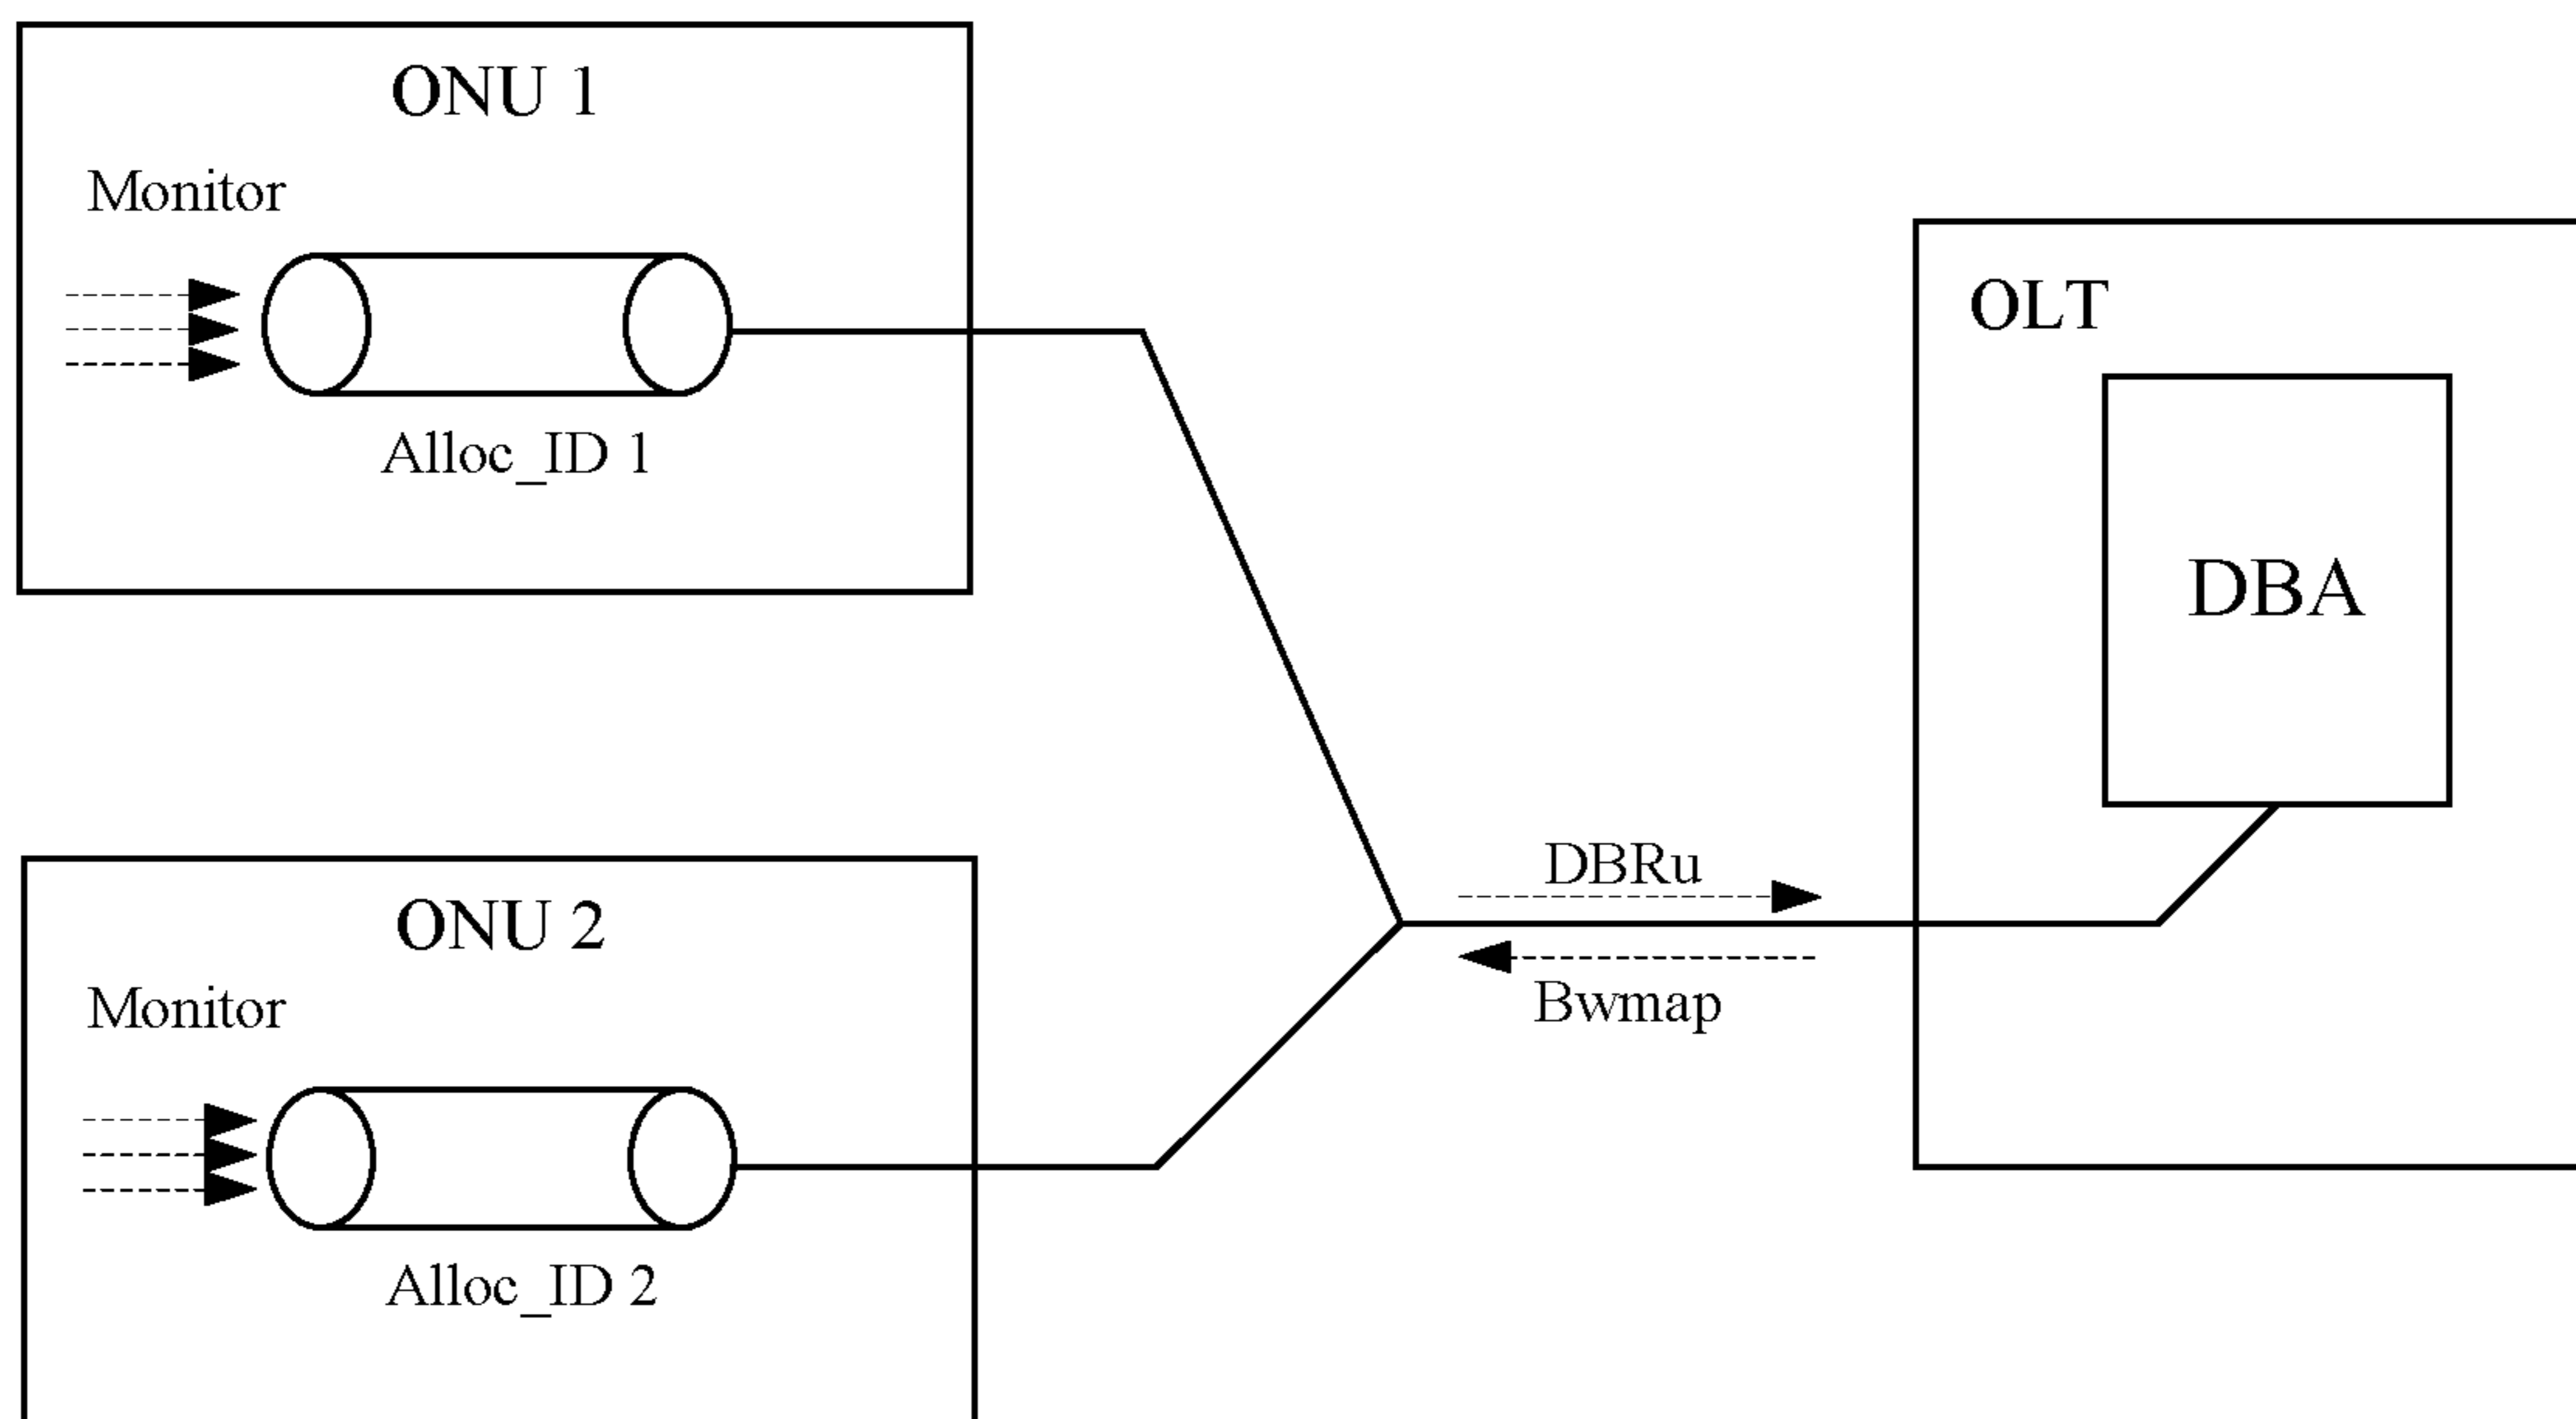 ONU 1
Monitor
Alloc_ID 1
OLT
DBA
DBRu
Bwmap
ONU 2
Monitor
Alloc_ID 2